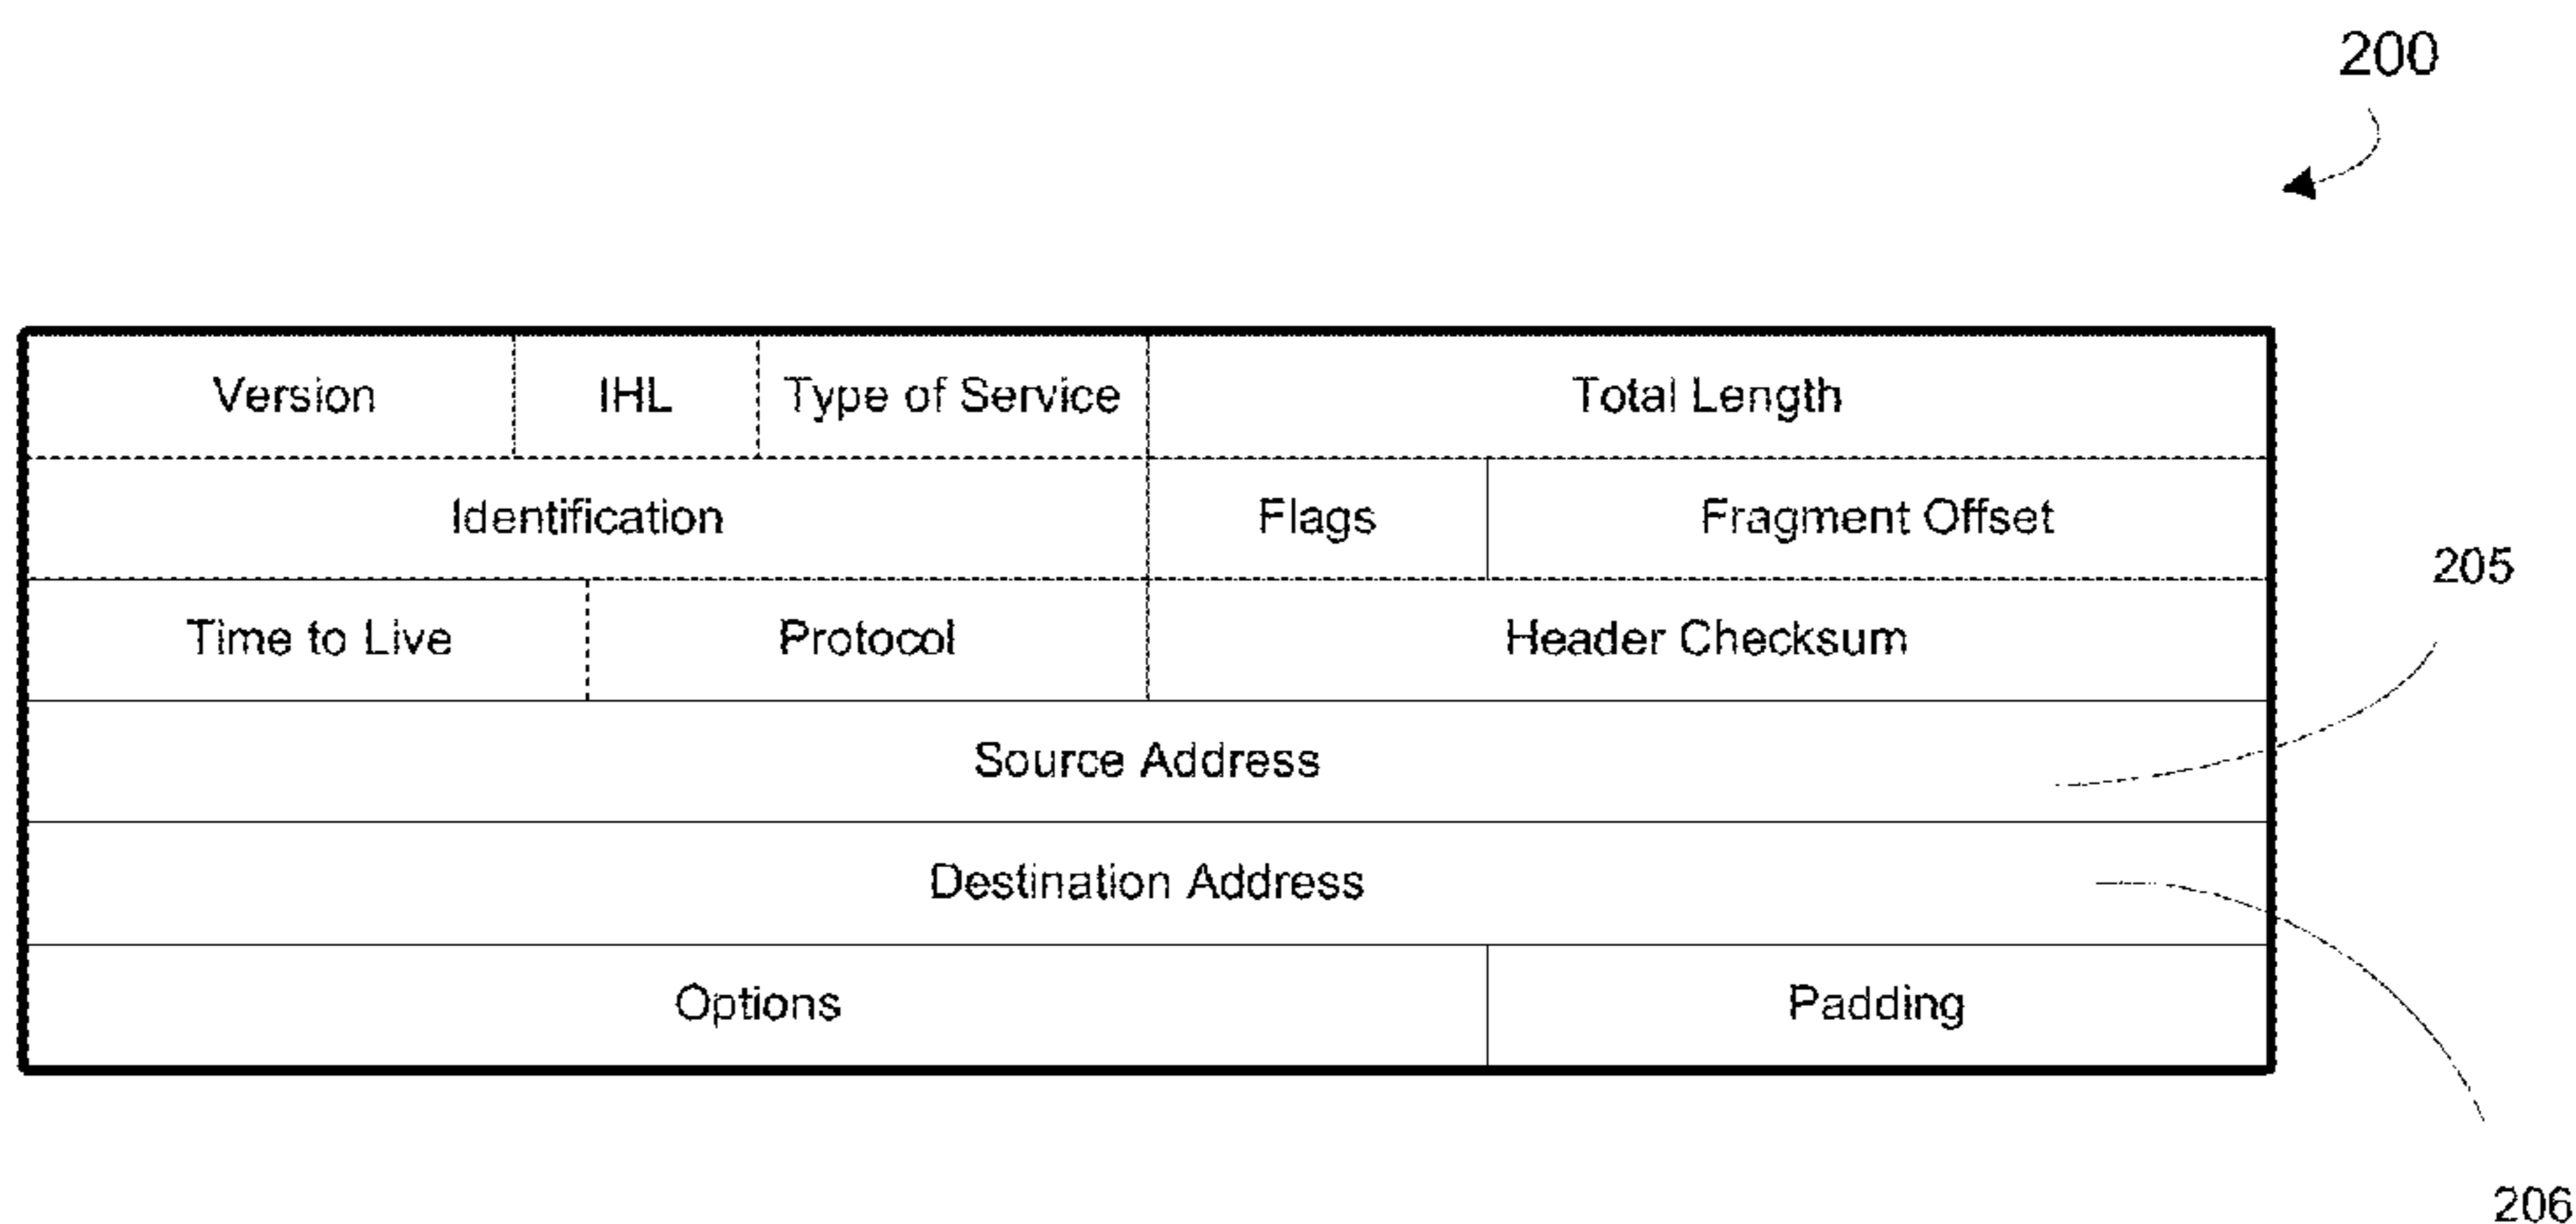 200
Version IHL Type of Service Total Length
Identification Flags Fragment Offset
205
Time to Live Protocol Header Checksum
Source Address
Destination Address
Options Padding
206